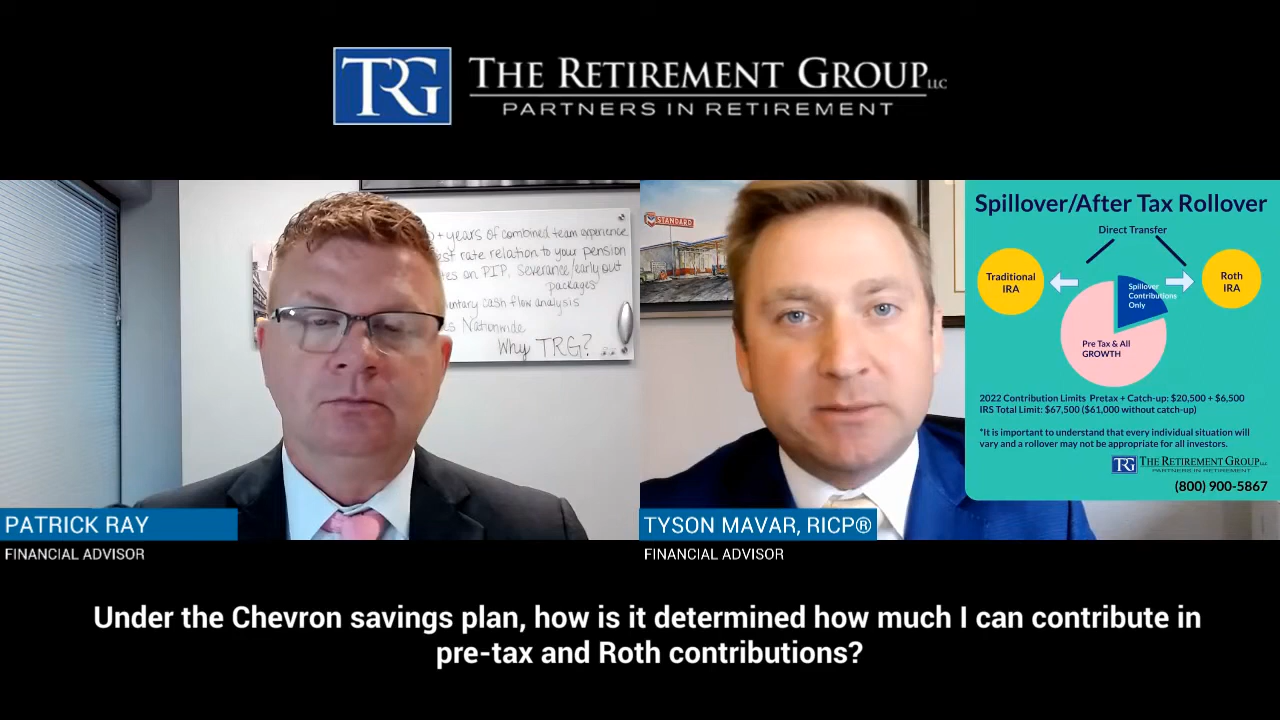 TRG THE RETIREMENT GROUP LLC
PARTNERS IN RETIREMENT
+ years of combined team experience
st rate relation to your pension
es on PIP. Severance/early out
packages
entary cash flow analysis
s Nationwide
Why TRG?
PATRICK RAY
FINANCIAL ADVISOR
STANDARD
TYSON MAVAR, RICP®
FINANCIAL ADVISOR
Spillover/After Tax Rollover
Direct Transfer
Traditional
IRA
Spillover
Contributions
Only
Roth
IRA
Pre Tax & All
GROWTH
2022 Contribution Limits Pretax + Catch-up: $20,500 + $6,500
IRS Total Limit: $67,500 ($61,000 without catch-up)
*It is important to understand that every individual situation will
vary and a rollover may not be appropriate for all investors.
TRG THE RETIREMENT GROUP LLC
PARTNERS IN RETIREMENT
(800) 900-5867
Under the Chevron savings plan, how is it determined how much I can contribute in
pre-tax and Roth contributions?